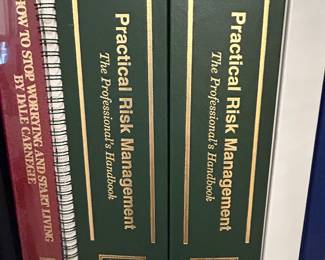 HOW TO STOP WORRYING AND START LIVING
BY DALE CARNEGIE
Practical Risk Management
The Professional's Handbook
Practical Risk Management
The Professional's Handbook